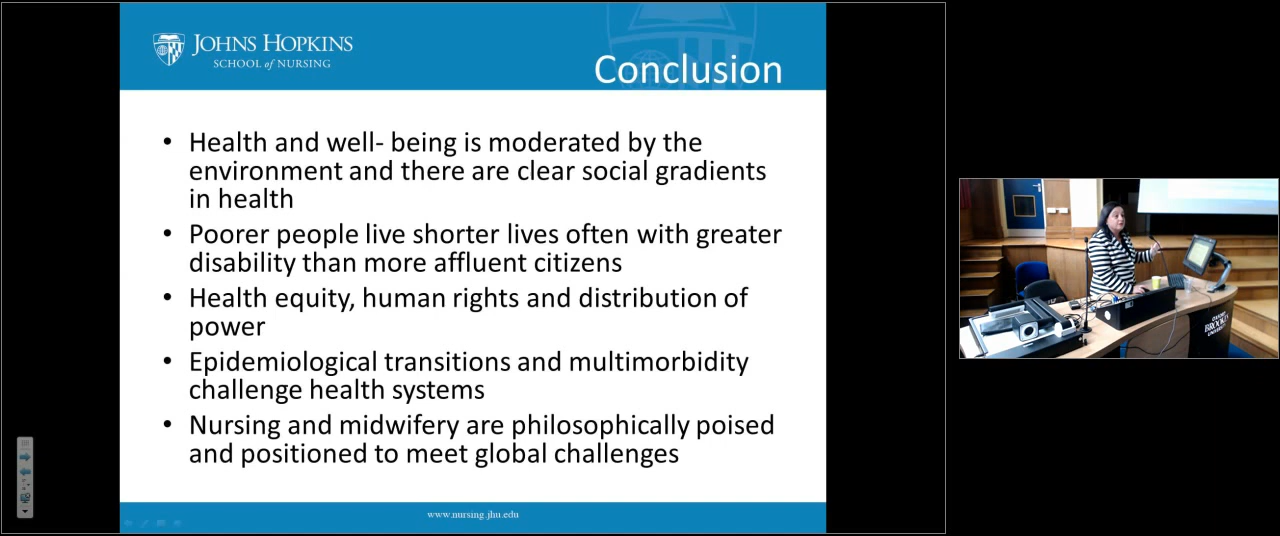 JOHNS HOPKINS
SCHOOL of NURSING
Conclusion
• Health and well- being is moderated by the
environment and there are clear social gradients
in health
• Poorer people live shorter lives often with greater
disability than more affluent citizens
• Health equity, human rights and distribution of
power
• Epidemiological transitions and multimorbidity
challenge health systems
• Nursing and midwifery are philosophically poised
and positioned to meet global challenges
www.nursing.jhu.edu
OXFORD
BROOKES
UNIVERSITY